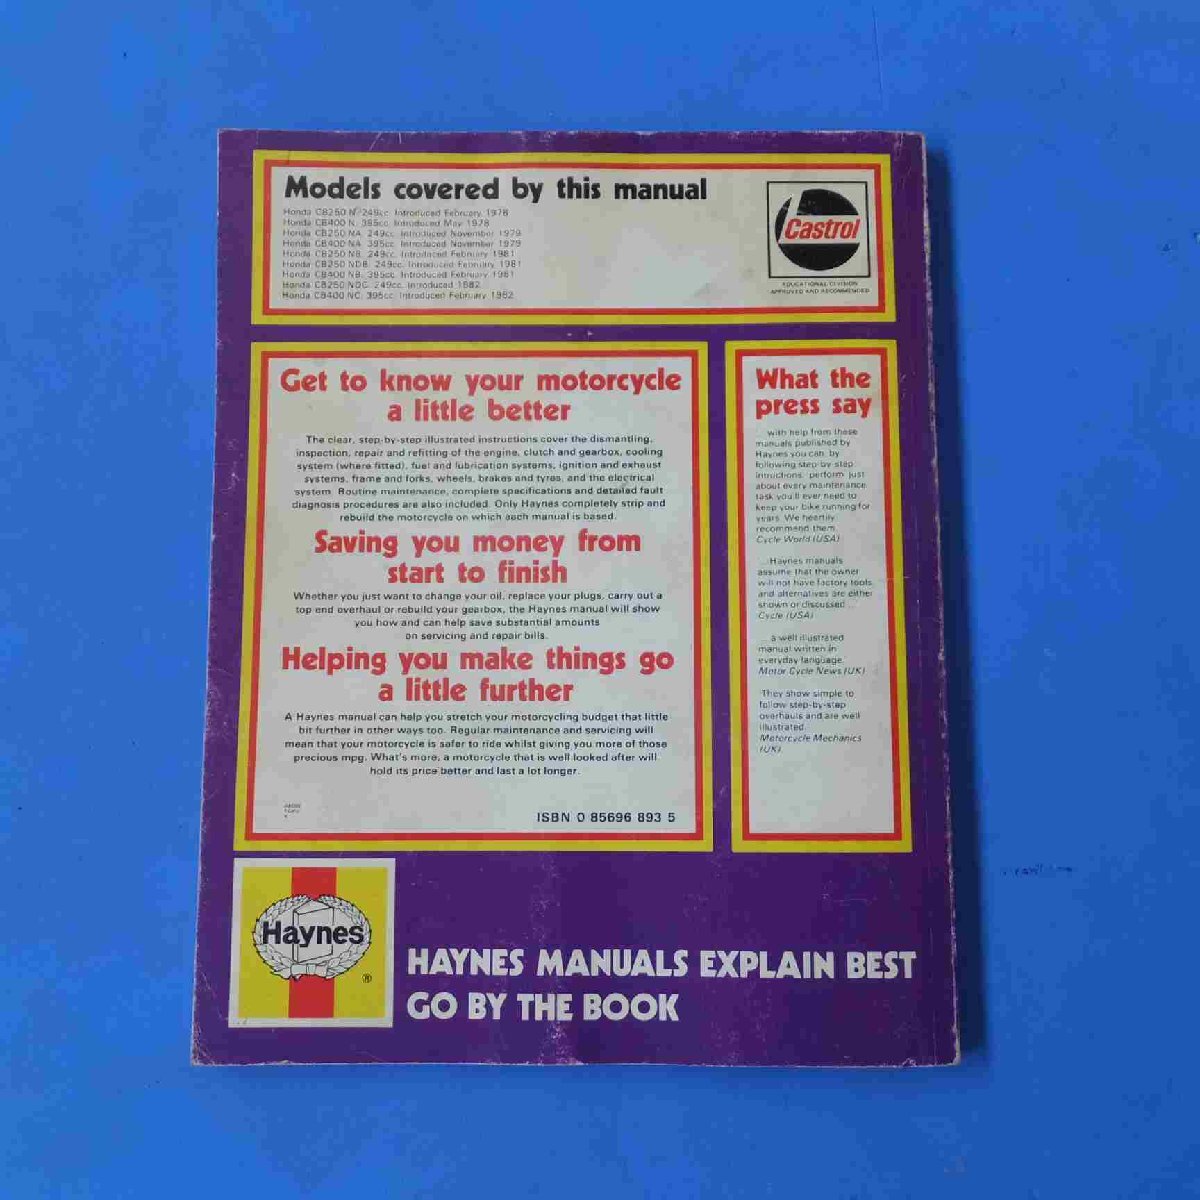 Models covered by this manual
Honda CB250 N. 249cc. Introduced February 1978
Honda CB400 N. 395cc. Introduced May 1978
Honda CB250 NA. 249cc. Introduced November 1979
Honda CB400 NA. 395cc. Introduced November 1979
Honda CB250 NB. 249cc. Introduced February 1981
Honda CB250 NDB. 249cc. Introduced February 1981
Honda CB400 NB. 395cc. Introduced February 1981
Honda CB250 NDC. 249cc. Introduced 1982
Honda CB400 NC. 395cc. Introduced February 1982
Castrol
EDUCATIONAL DIVISION
APPROVED AND RECOMMENDED
Get to know your motorcycle
a little better
The clear, step-by-step illustrated instructions cover the dismantling,
inspection, repair and refitting of the engine, clutch and gearbox, cooling
system (where fitted), fuel and lubrication systems, ignition and exhaust
systems, frame and forks, wheels, brakes and tyres, and the electrical
system. Routine maintenance, complete specifications and detailed fault
diagnosis procedures are also included. Only Haynes completely strip and
rebuild the motorcycle on which each manual is based.
Saving you money from
start to finish
Whether you just want to change your oil, replace your plugs, carry out a
top end overhaul or rebuild your gearbox, the Haynes manual will show
you how and can help save substantial amounts
on servicing and repair bills.
Helping you make things go
a little further
A Haynes manual can help you stretch your motorcycling budget that little
bit further in other ways too. Regular maintenance and servicing will
mean that your motorcycle is safer to ride whilst giving you more of those
precious mpg. What's more, a motorcycle that is well looked after will
hold its price better and last a lot longer.
ISBN 0 85696 893 5
What the
press say
...with help from these
manuals published by
Haynes you can, by
following step by step
intructions, perform just
about every maintenance
task you'll ever need to
keep your bike running for
years. We heartily
recommend them.
Cycle World (USA)
...Haynes manuals
assume that the owner
will not have factory tools
and alternatives are either
shown or discussed...
Cycle (USA)
...a well illustrated
manual written in
everyday language.
Motor Cycle News (UK)
They show simple to
follow step-by-step
overhauls and are well
illustrated.
Motorcycle Mechanics
(UK)
Haynes
®
HAYNES MANUALS EXPLAIN BEST
GO BY THE BOOK